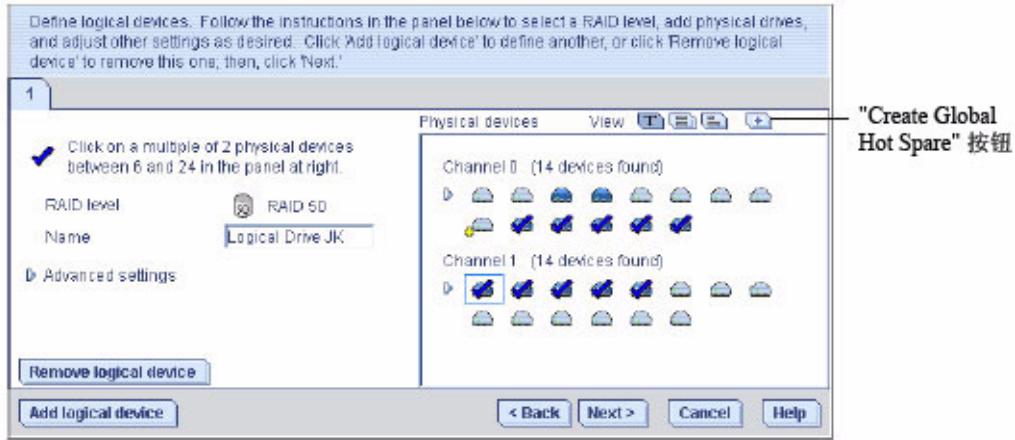 Define logical devices. Follow the instructions in the panel below to select a RAID level, add physical drives,
and adjust other settings as desired. Click 'Add logical device' to define another, or click 'Remove logical
device' to remove this one; then, click 'Next.'
1
Physical devices View T
"Create Global
Hot Spare" 按钮
Click on a multiple of 2 physical devices
between 6 and 24 in the panel at right.
RAID level 50 RAID 50
Name Logical Drive JK
Advanced settings
Channel 0 (14 devices found)
Channel 1 (14 devices found)
Remove logical device
Add logical device < Back Next > Cancel Help